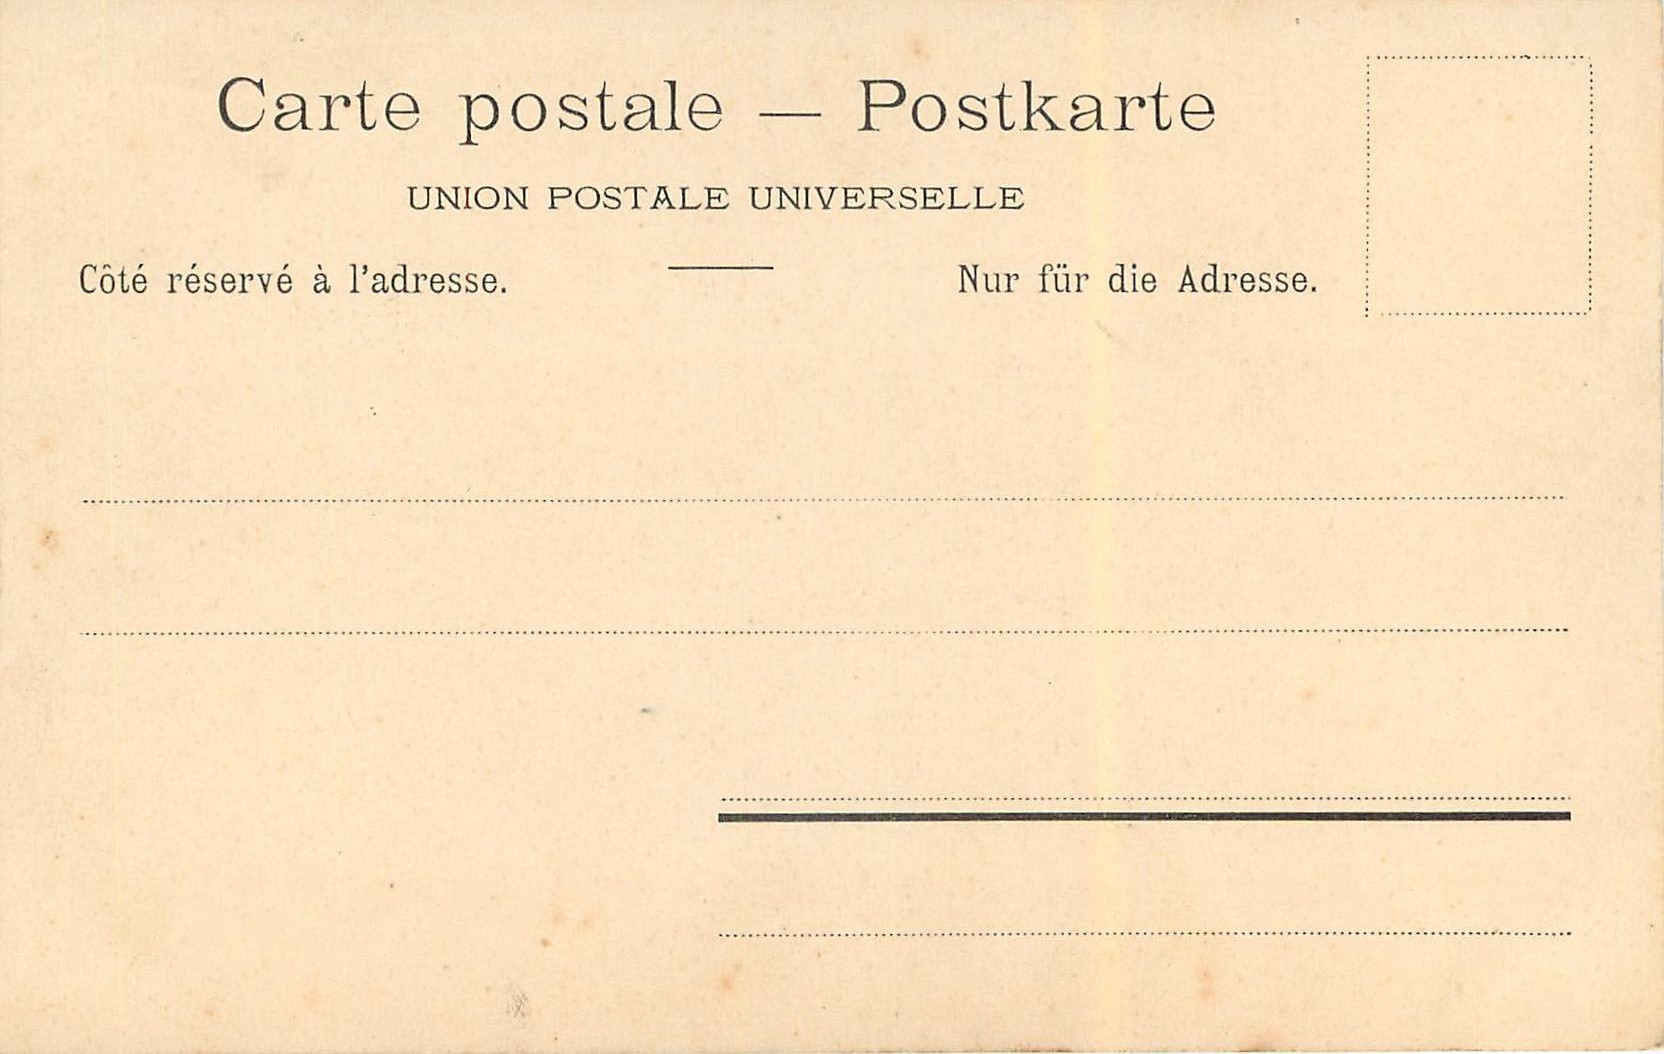 Carte postale — Postkarte
UNION POSTALE UNIVERSELLE
Côté réservé à l'adresse.
Nur für die Adresse.